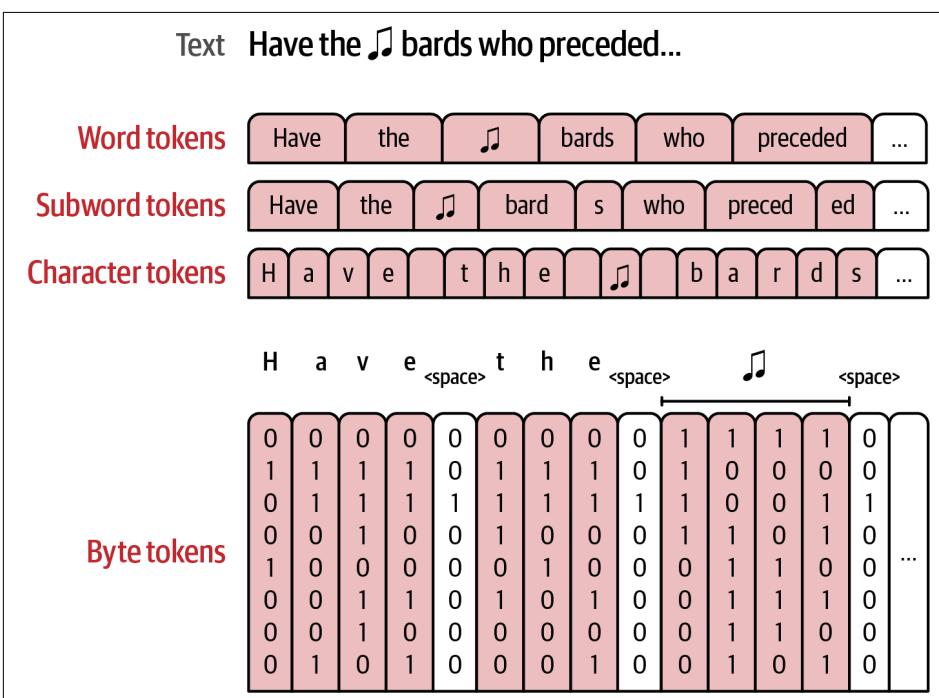 Text Have the ♫ bards who preceded...
Word tokens Have the ♫ bards who preceded ...
Subword tokens Have the ♫ bard s who preced ed ...
Character tokens H a v e t h e ♫ b a r d s ...
H a v e <space> t h e <space> ♫ <space>
0 0 0 0 0 0 0 0 0 1 1 1 1 0
1 1 1 1 0 1 1 1 0 1 0 0 0 0
0 1 1 1 1 1 1 1 1 1 0 0 1 1
0 0 1 0 0 1 0 0 0 1 1 0 1 0
Byte tokens ...
1 0 0 0 0 0 1 0 0 0 1 1 0 0
0 0 1 1 0 1 0 1 0 0 1 1 1 0
0 0 1 0 0 0 0 0 0 0 1 1 0 0
0 1 0 1 0 0 0 1 0 0 1 0 1 0